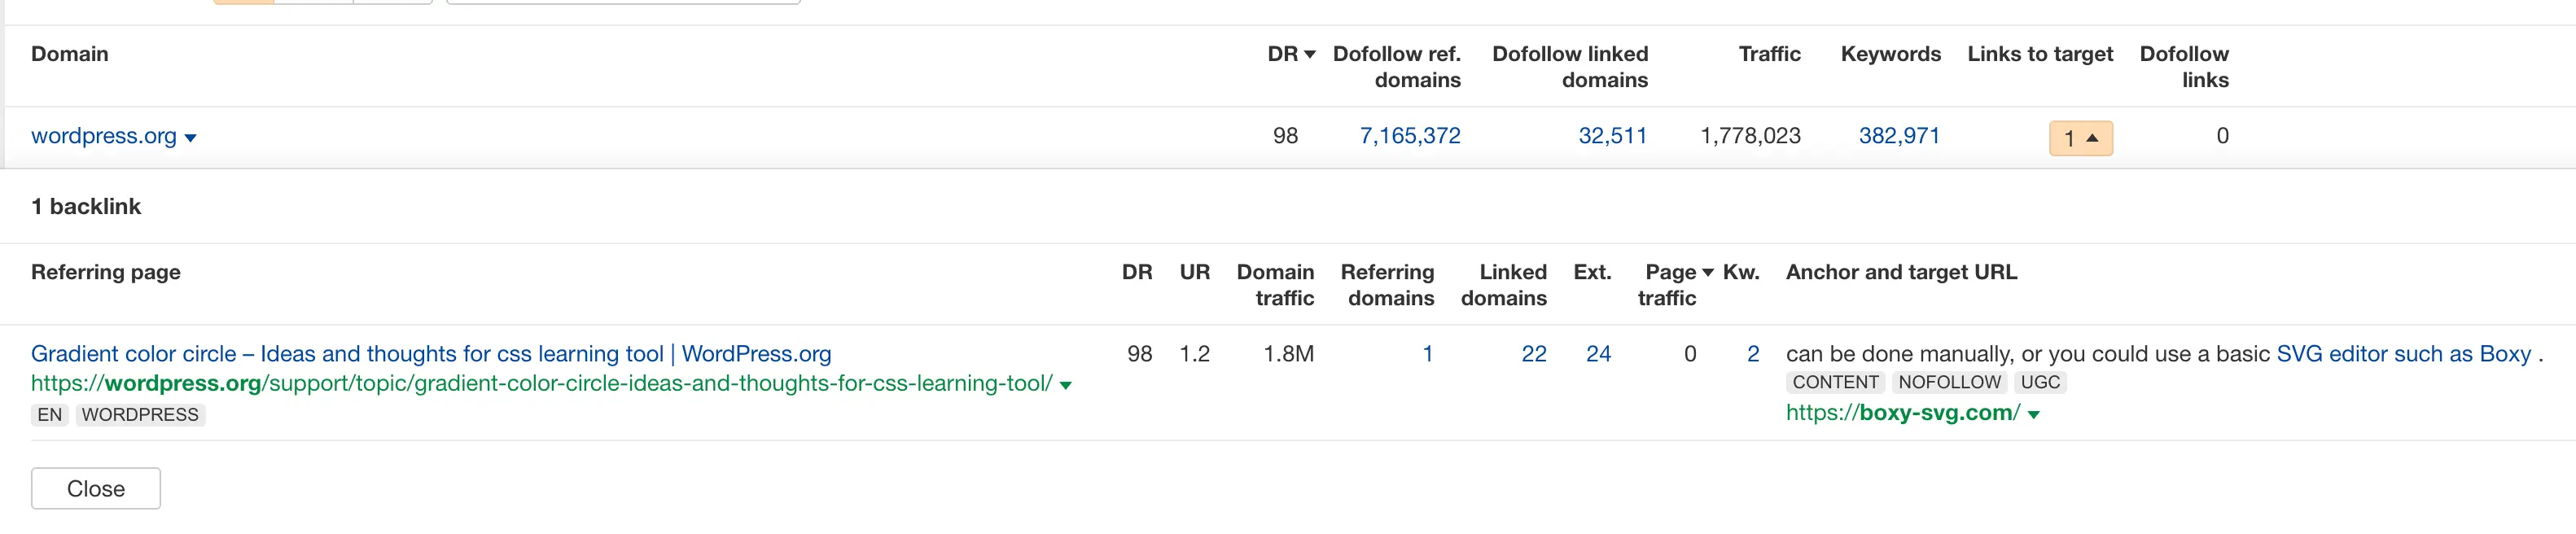 Domain DR Dofollow ref. domains Dofollow linked domains Traffic Keywords Links to target Dofollow links
wordpress.org 98 7,165,372 32,511 1,778,023 382,971 1 0
1 backlink
Referring page DR UR Domain traffic Referring domains Linked domains Ext. Page traffic Kw. Anchor and target URL
Gradient color circle – Ideas and thoughts for css learning tool | WordPress.org 98 1.2 1.8M 1 22 24 0 2 can be done manually, or you could use a basic SVG editor such as Boxy .
https://wordpress.org/support/topic/gradient-color-circle-ideas-and-thoughts-for-css-learning-tool/ CONTENT NOFOLLOW UGC
EN WORDPRESS https://boxy-svg.com/
Close